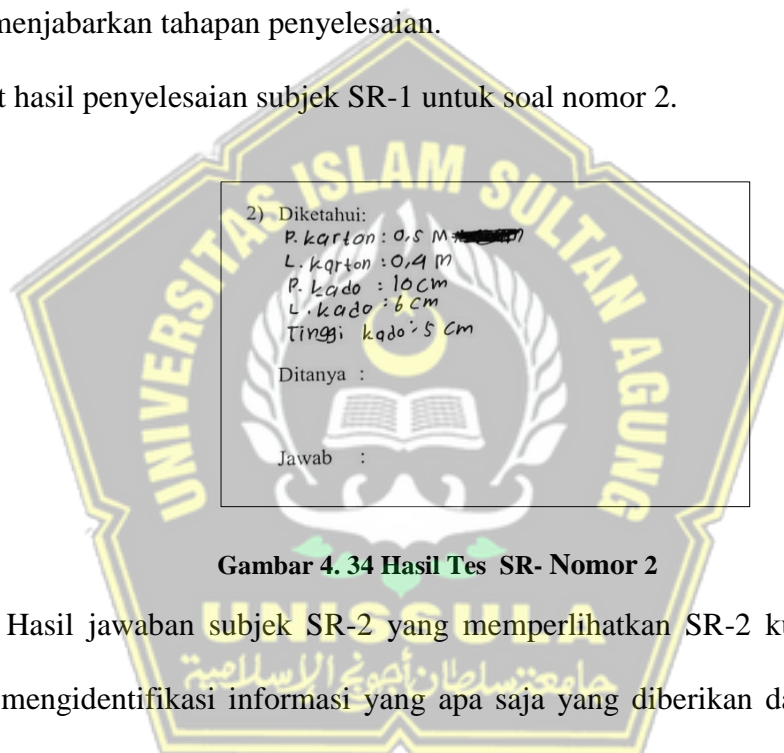 menjabarkan tahapan penyelesaian.
t hasil penyelesaian subjek SR-1 untuk soal nomor 2.
UNIVERSITAS ISLAM SULTAN AGUNG
2) Diketahui:
P. karton : 0,5 M
L. karton : 0,4 m
P. kado : 10 cm
L. kado : 6 cm
Tinggi kado : 5 cm
Ditanya :
Jawab :
Gambar 4. 34 Hasil Tes SR- Nomor 2
Hasil jawaban subjek SR-2 yang memperlihatkan SR-2 ku
UNISSULA
mengidentifikasi informasi yang apa saja yang diberikan da
جامعنسلطان أجونج الإسلامية